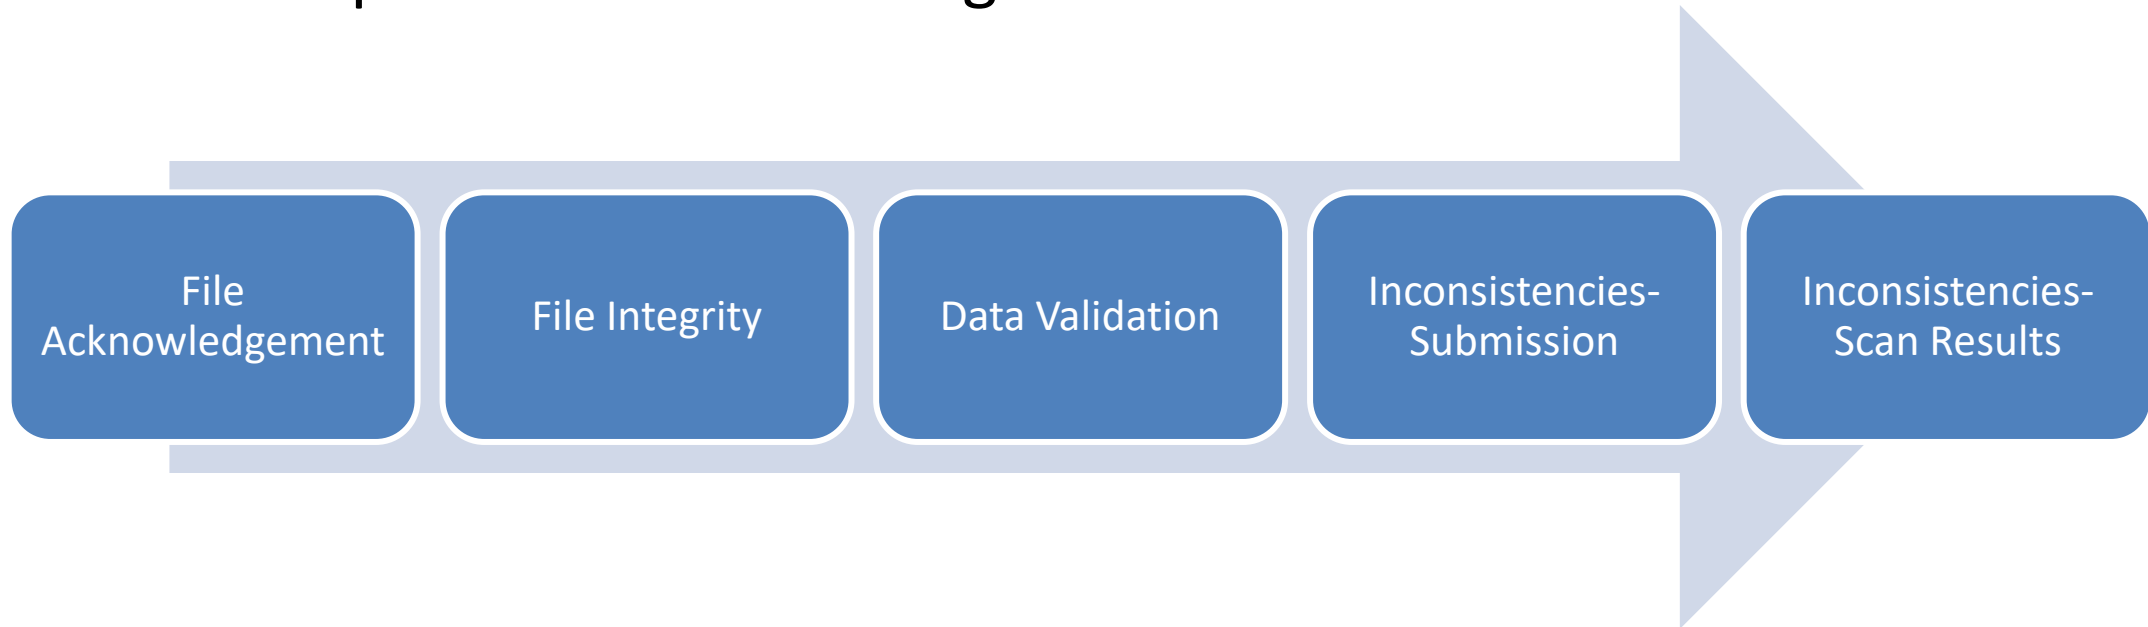 File
Acknowledgement
File Integrity
Data Validation
Inconsistencies-
Submission
Inconsistencies-
Scan Results